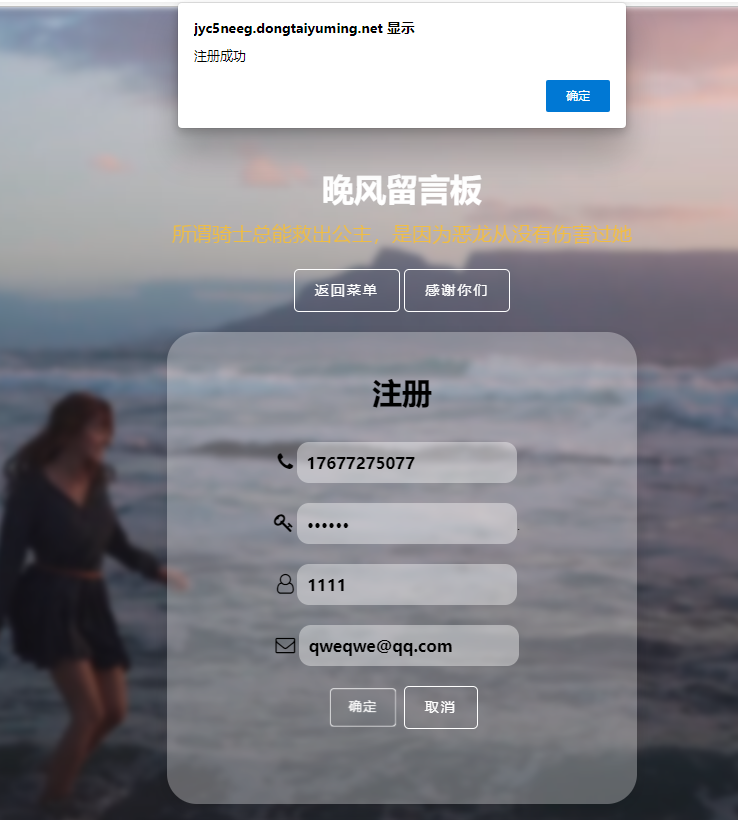 jyc5neeg.dongtaiyuming.net 显示
注册成功
确定
晚风留言板
所谓骑士总能救出公主，是因为恶龙从没有伤害过她
返回菜单 感谢你们
注册
17677275077
••••••
1111
qweqwe@qq.com
确定 取消